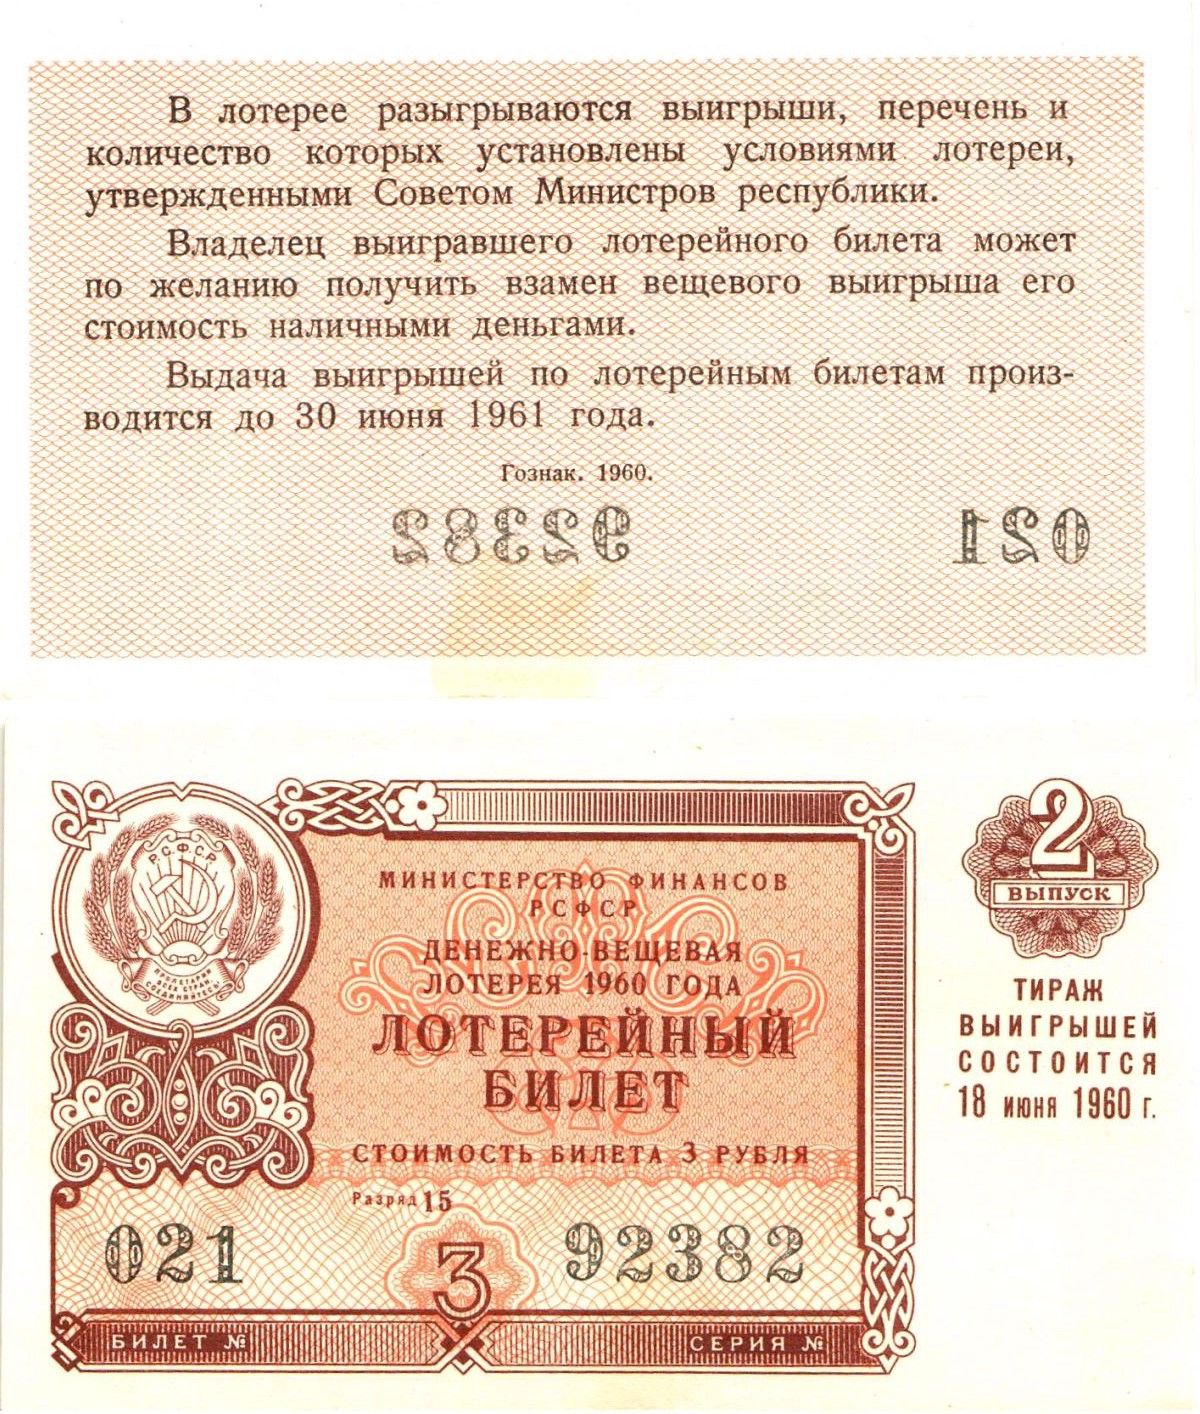 В лотерее разыгрываются выигрыши, перечень и
количество которых установлены условиями лотереи,
утвержденными Советом Министров республики.
Владелец выигравшего лотерейного билета может
по желанию получить взамен вещевого выигрыша его
стоимость наличными деньгами.
Выдача выигрышей по лотерейным билетам произ-
водится до 30 июня 1961 года.
Гознак. 1960.
92382 021
РСФСР
ПРОЛЕТАРИИ
ВСЕХ СТРАН,
СОЕДИНЯЙТЕСЬ!
МИНИСТЕРСТВО ФИНАНСОВ
РСФСР
ДЕНЕЖНО-ВЕЩЕВАЯ
ЛОТЕРЕЯ 1960 ГОДА
ЛОТЕРЕЙНЫЙ
БИЛЕТ
СТОИМОСТЬ БИЛЕТА 3 РУБЛЯ
Разряд 15
021 92382
3
БИЛЕТ № СЕРИЯ №
2
ВЫПУСК
ТИРАЖ
ВЫИГРЫШЕЙ
СОСТОИТСЯ
18 июня 1960 г.